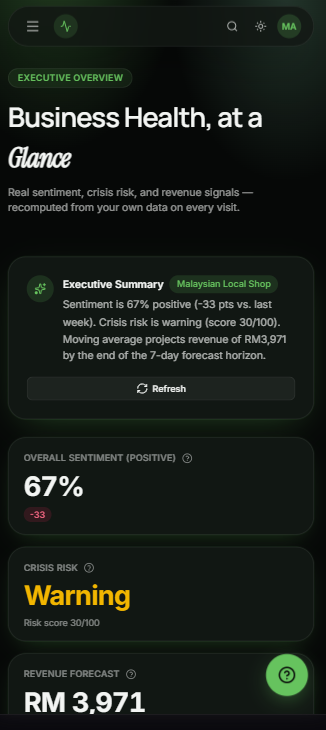 MA
EXECUTIVE OVERVIEW
Business Health, at a
Glance
Real sentiment, crisis risk, and revenue signals —
recomputed from your own data on every visit.
Executive Summary Malaysian Local Shop
Sentiment is 67% positive (-33 pts vs. last
week). Crisis risk is warning (score 30/100).
Moving average projects revenue of RM3,971
by the end of the 7-day forecast horizon.
Refresh
OVERALL SENTIMENT (POSITIVE) ?
67%
-33
CRISIS RISK ?
Warning
Risk score 30/100
REVENUE FORECAST ?
?
RM 3,971